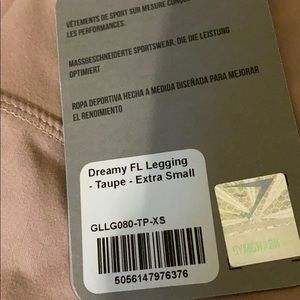 VÊTEMENTS DE SPORT SUR MESURE CONÇUS
LES PERFORMANCES.
MASSGESCHNEIDERTE SPORTSWEAR, DIE DIE LEISTUNG
OPTIMIERT
ROPA DEPORTIVA HECHA A MEDIDA DISEÑADA PARA MEJORAR
EL RENDIMIENTO
Dreamy FL Legging
- Taupe - Extra Small
GLLG080-TP-XS
5056147976376
GYMSHARK